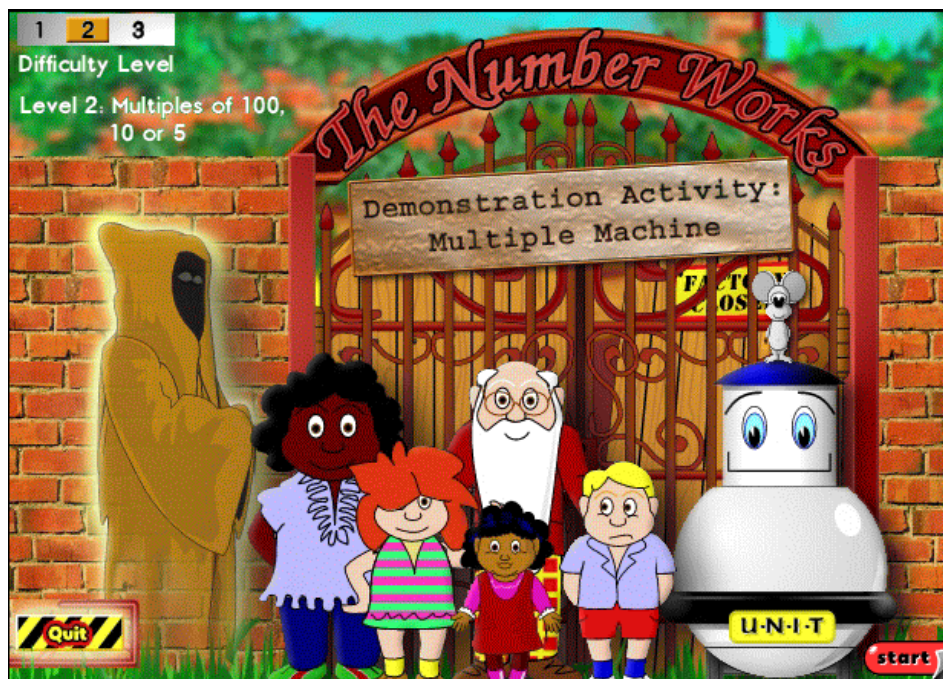 1 2 3
Difficulty Level
Level 2: Multiples of 100,
10 or 5
The Number Works
Demonstration Activity:
Multiple Machine
Quit
U·N·I·T
start